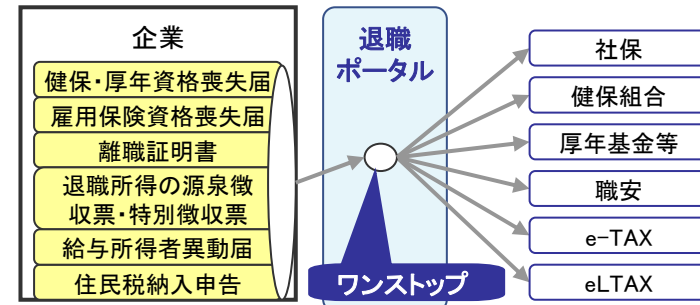 企業
健保・厚年資格喪失届
雇用保険資格喪失届
離職証明書
退職所得の源泉徴
収票・特別徴収票
給与所得者異動届
住民税納入申告
退職
ポータル
ワンストップ
社保
健保組合
厚年基金等
職安
e-TAX
eLTAX